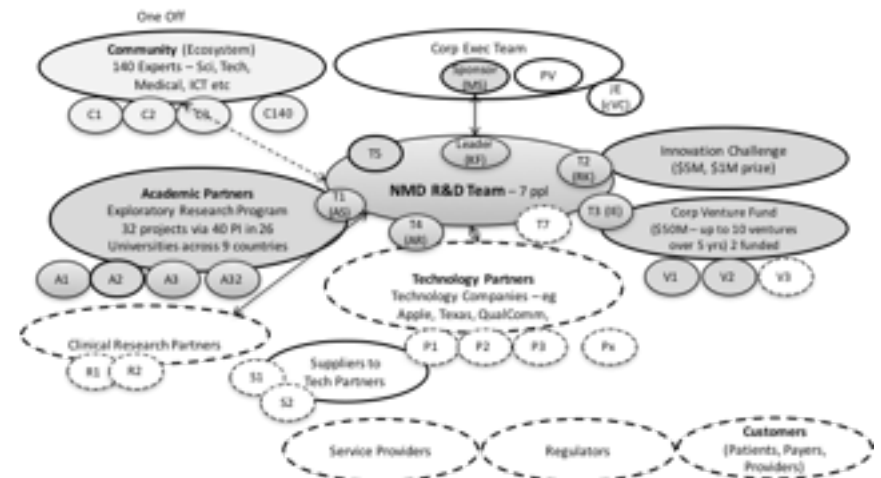 One Off
Community (Ecosystem)
140 Experts – Sci, Tech,
Medical, ICT etc
C1
C2
C140
Corp Exec Team
Sponsor
(MS)
PV
(cVC)
T5
Leader
(KF)
T2
(RK)
NMD R&D Team – 7 ppl
T1
(AS)
T4
(AR)
T7
T3 (JE)
Innovation Challenge
($5M, $1M prize)
Corp Venture Fund
($50M – up to 10 ventures
over 5 yrs) 2 funded
V1
V2
V3
Academic Partners
Exploratory Research Program
32 projects via 40 PI in 26
Universities across 9 countries
A1
A2
A3
A32
Technology Partners
Technology Companies – eg
Apple, Texas, QualComm,
P1
P2
P3
Px
Clinical Research Partners
R1
R2
Suppliers to
Tech Partners
S1
S2
Service Providers
Regulators
Customers
(Patients, Payers,
Providers)